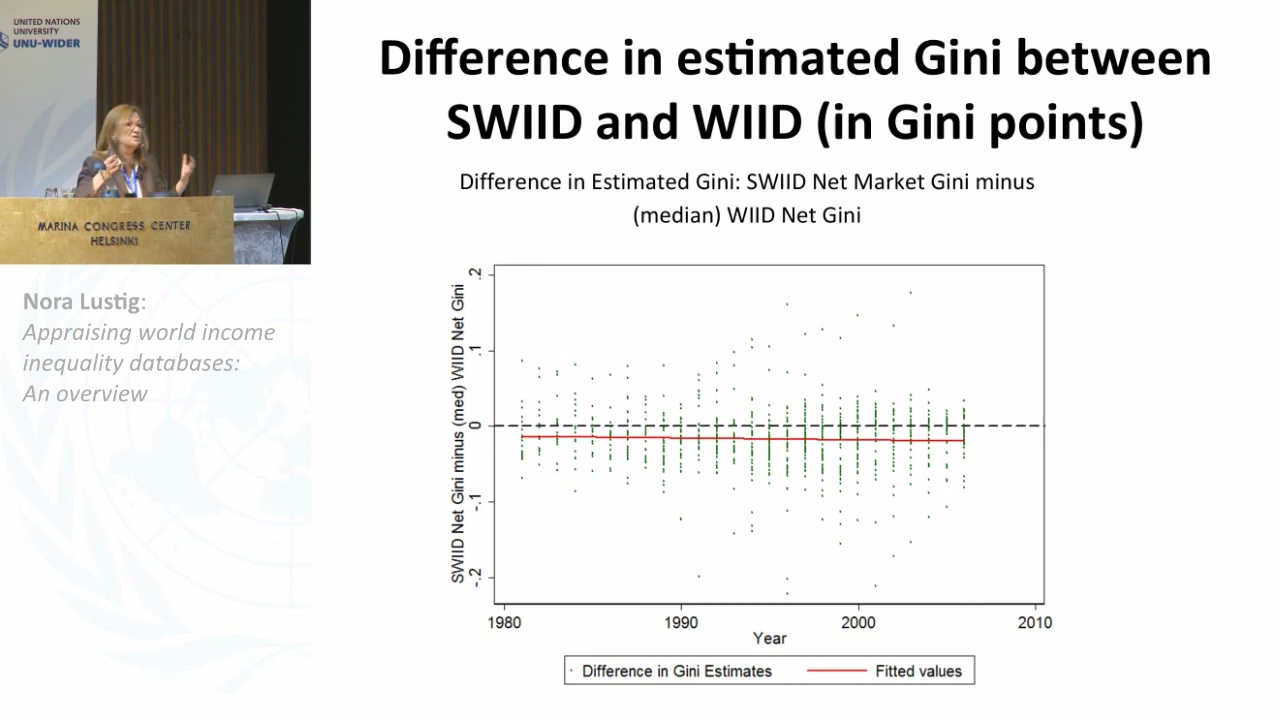 UNITED NATIONS
UNIVERSITY
UNU-WIDER
MARINA CONGRESS CENTER
HELSINKI
Nora Lustig:
Appraising world income
inequality databases:
An overview
Difference in estimated Gini between
SWIID and WIID (in Gini points)
Difference in Estimated Gini: SWIID Net Market Gini minus
(median) WIID Net Gini
SWIID Net Gini minus (med) WIID Net Gini
.2
.1
0
-.1
-.2
1980 1990 2000 2010
Year
Difference in Gini Estimates Fitted values